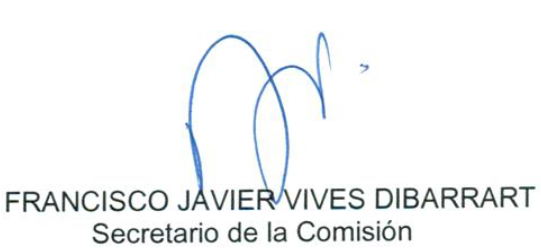 FRANCISCO JAVIER VIVES DIBARRART
Secretario de la Comisión